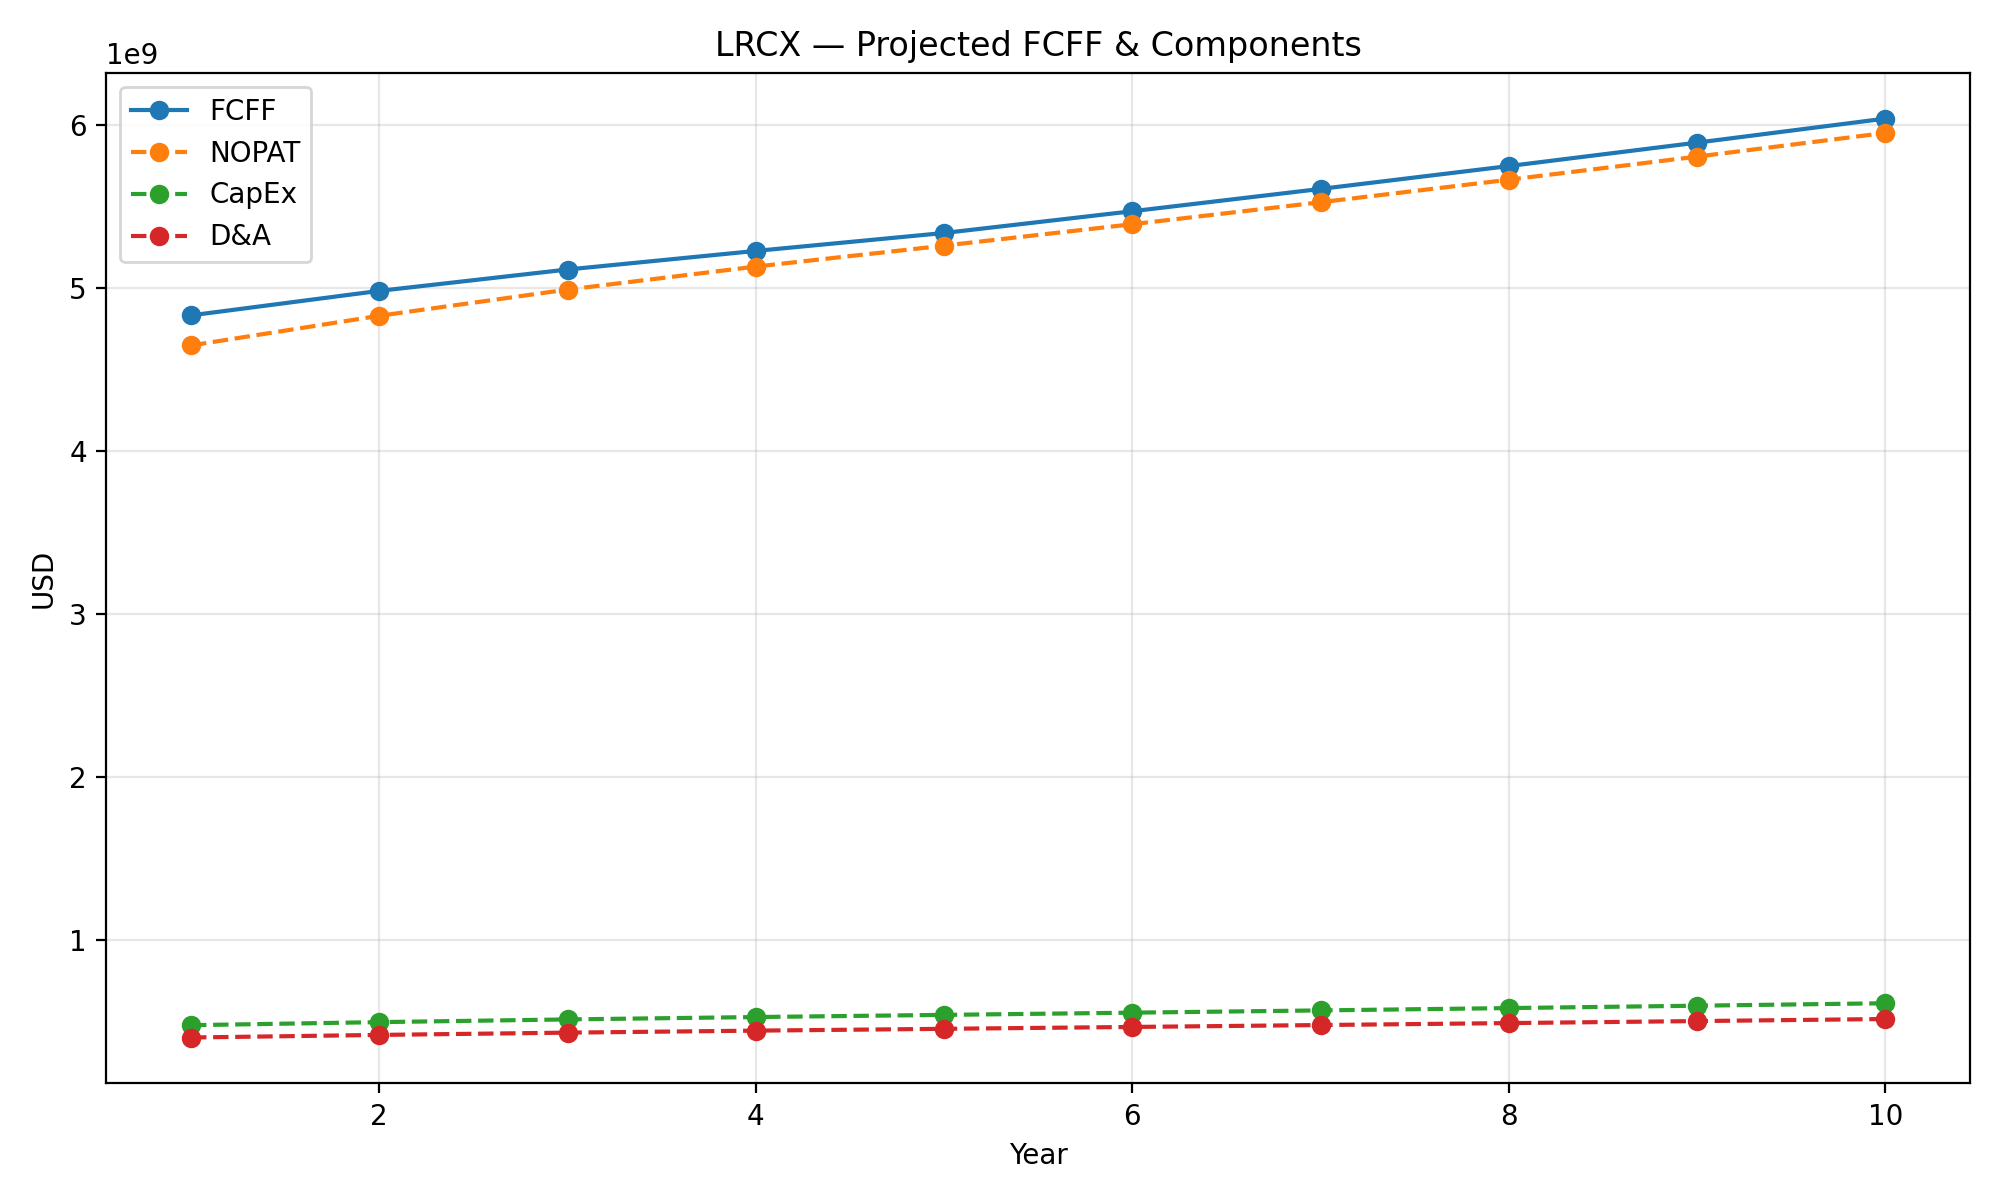 LRCX — Projected FCFF & Components
1e9
FCFF
NOPAT
CapEx
D&A
6
5
4
3
2
1
USD
2
4
6
8
10
Year